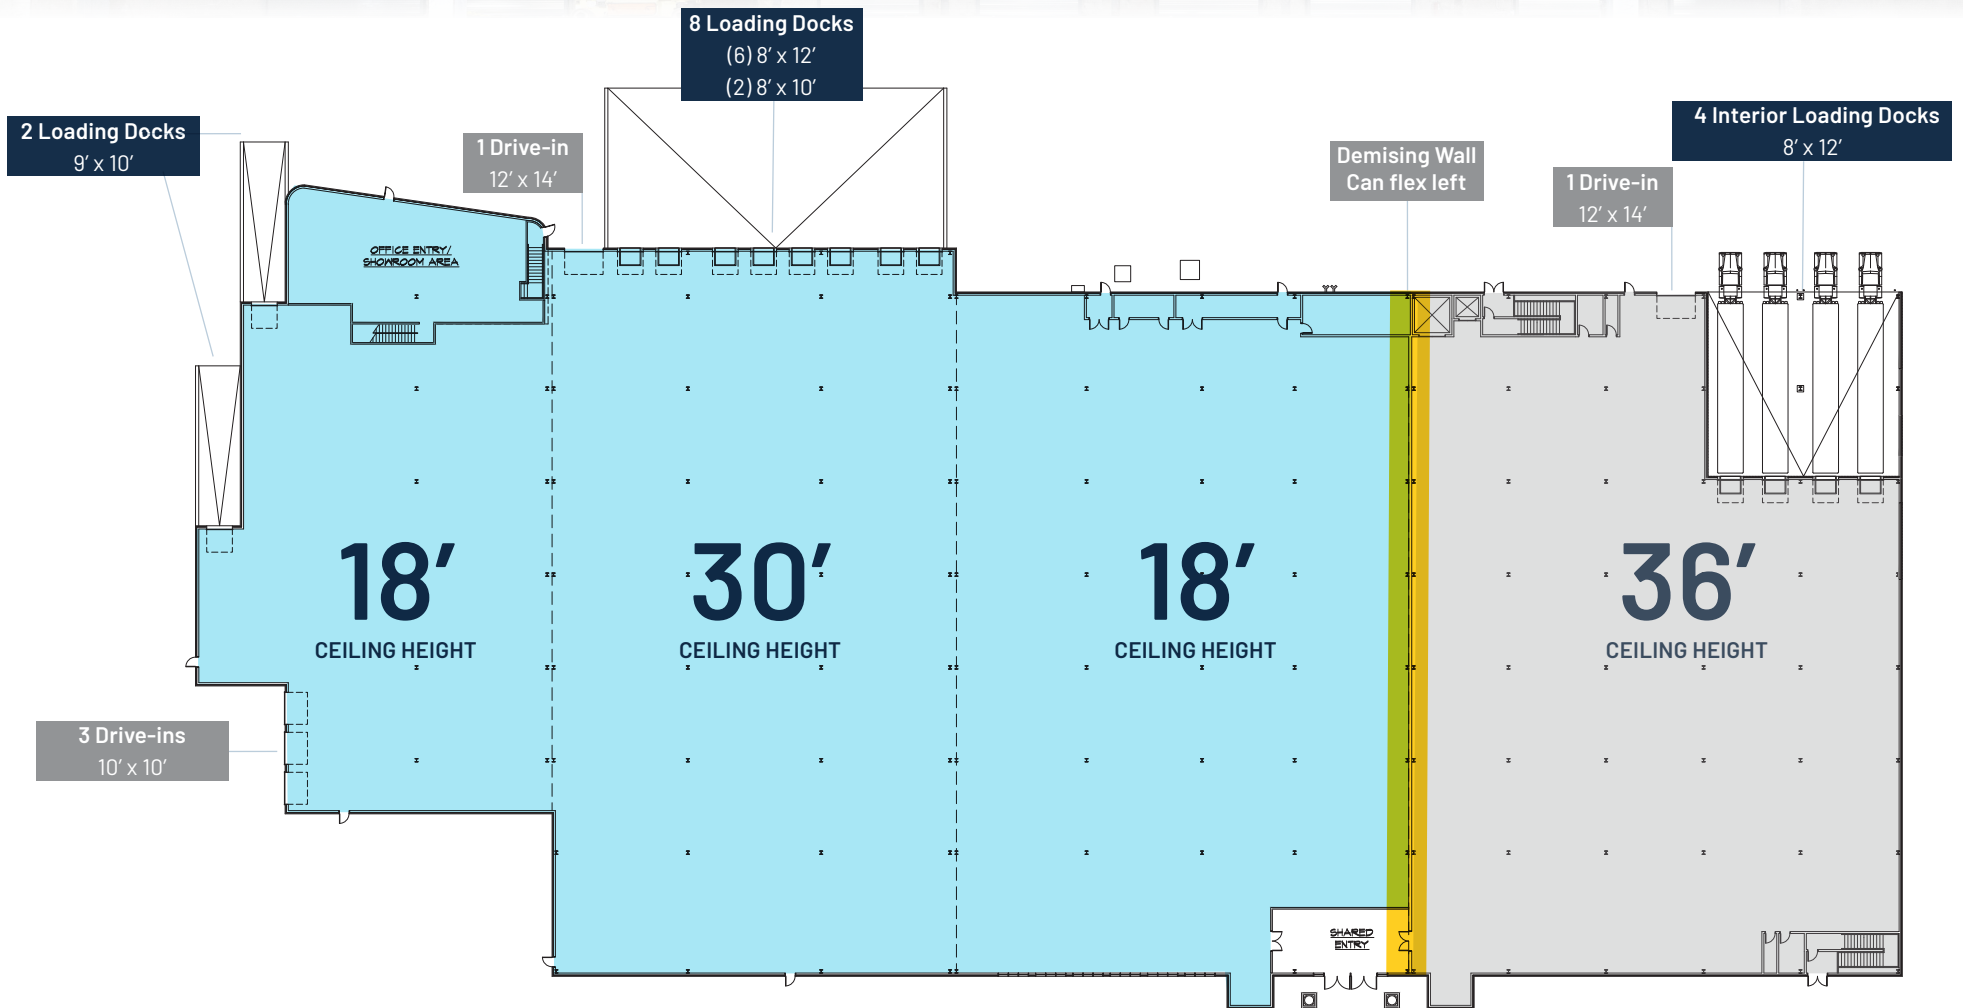 8 Loading Docks
(6) 8′ x 12′
(2) 8′ x 10′
2 Loading Docks
9′ x 10′
1 Drive-in
12′ x 14′
Demising Wall
Can flex left
1 Drive-in
12′ x 14′
4 Interior Loading Docks
8′ x 12′
OFFICE ENTRY/
SHOWROOM AREA
18′
CEILING HEIGHT
30′
CEILING HEIGHT
18′
CEILING HEIGHT
36′
CEILING HEIGHT
3 Drive-ins
10′ x 10′
SHARED
ENTRY